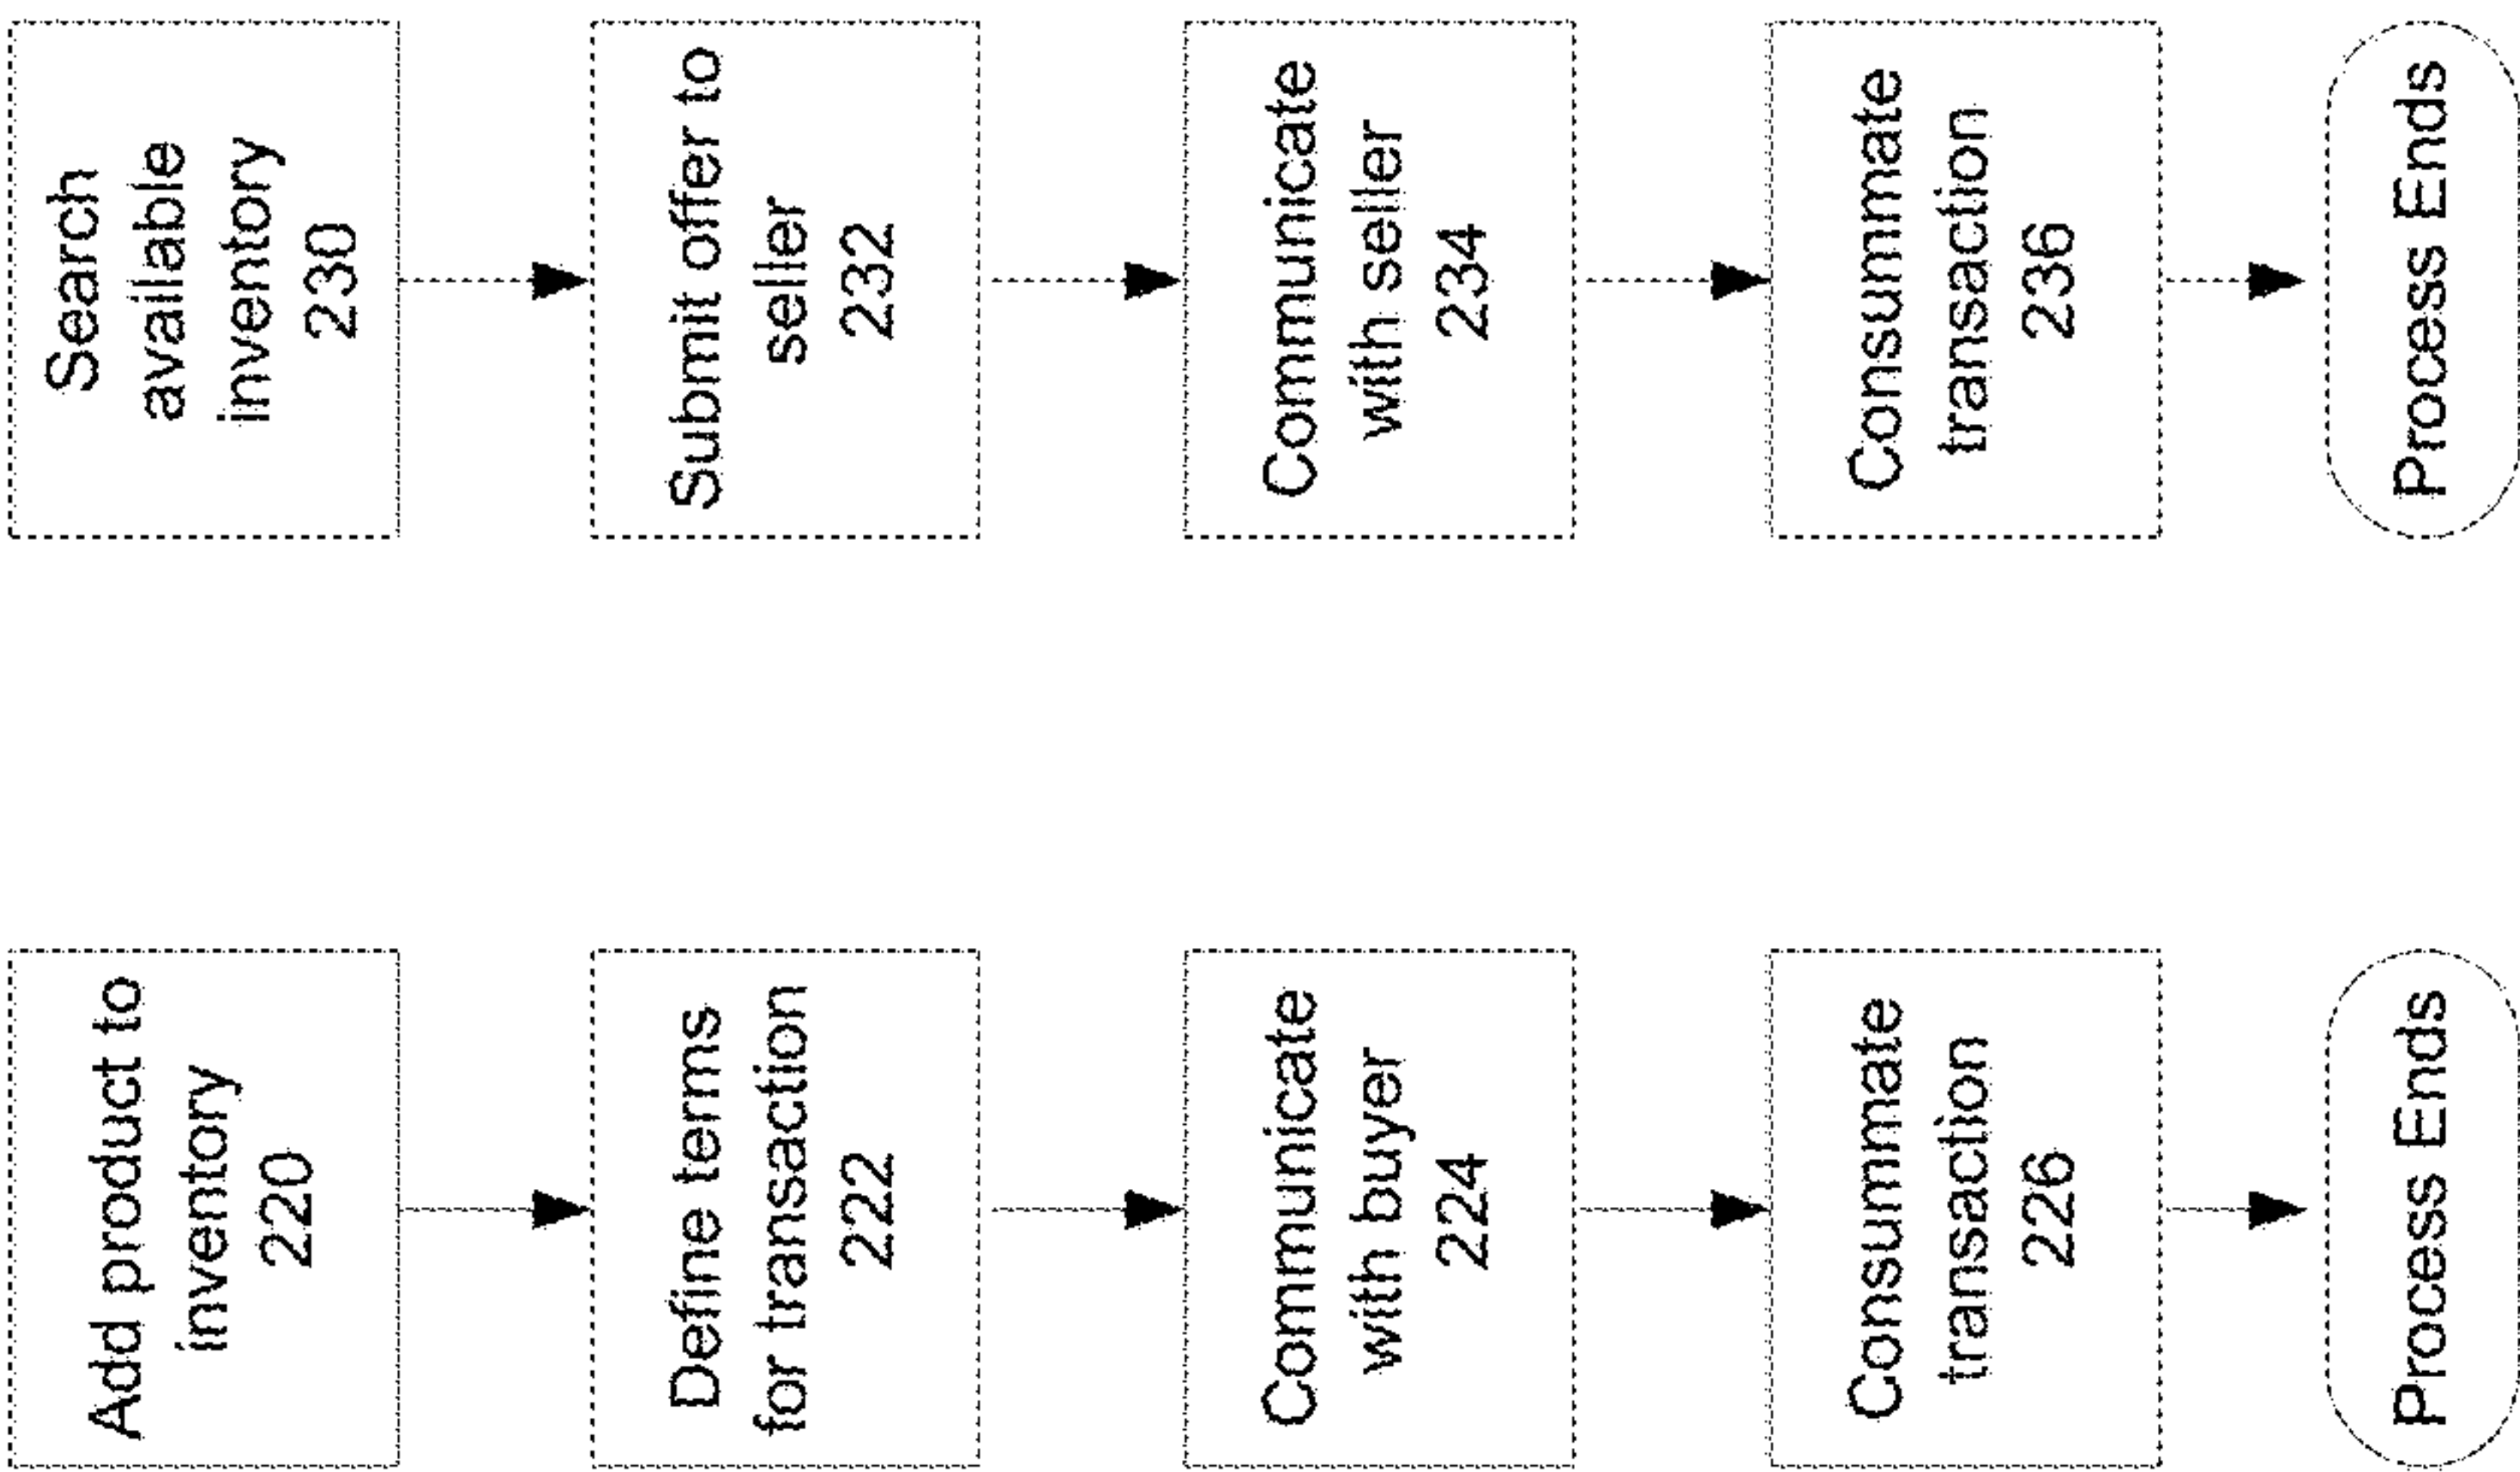 Add product to
inventory
220
Define terms
for transaction
222
Communicate
with buyer
224
Consummate
transaction
226
Process Ends
Search
available
inventory
230
Submit offer to
seller
232
Communicate
with seller
234
Consummate
transaction
236
Process Ends